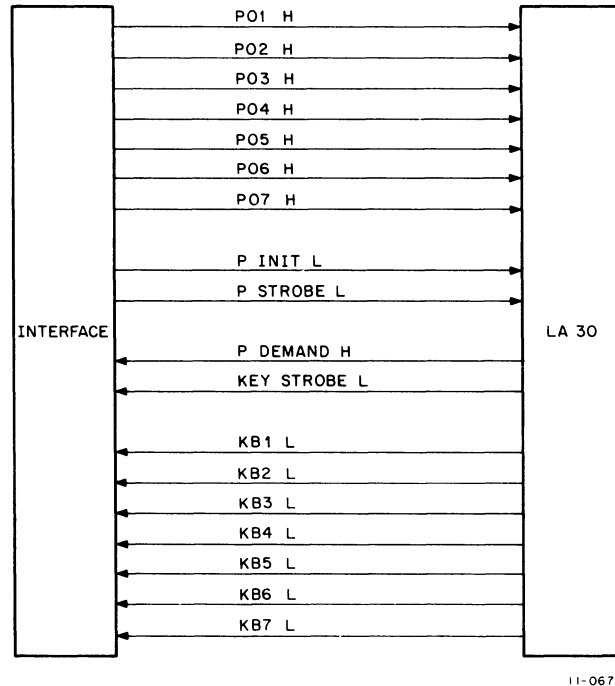 PO1 H
PO2 H
PO3 H
PO4 H
PO5 H
PO6 H
PO7 H
P INIT L
P STROBE L
INTERFACE
LA 30
P DEMAND H
KEY STROBE L
KB1 L
KB2 L
KB3 L
KB4 L
KB5 L
KB6 L
KB7 L
11-067